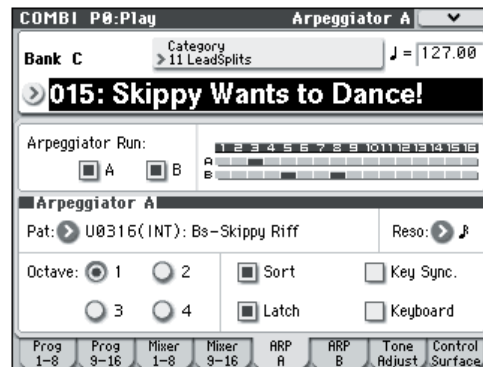 COMBI P0:Play Arpeggiator A
Bank C
Category
11 LeadSplits
♩= 127.00
015: Skippy Wants to Dance!
Arpeggiator Run:
A B
1 2 3 4 5 6 7 8 9 10 11 12 13 14 15 16
A
B
Arpeggiator A
Pat: U0316(INT): Bs-Skippy Riff Reso:
Octave: 1 2 Sort Key Sync.
3 4 Latch Keyboard
Prog 1-8 Prog 9-16 Mixer 1-8 Mixer 9-16 ARP A ARP B Tone Adjust Control Surface